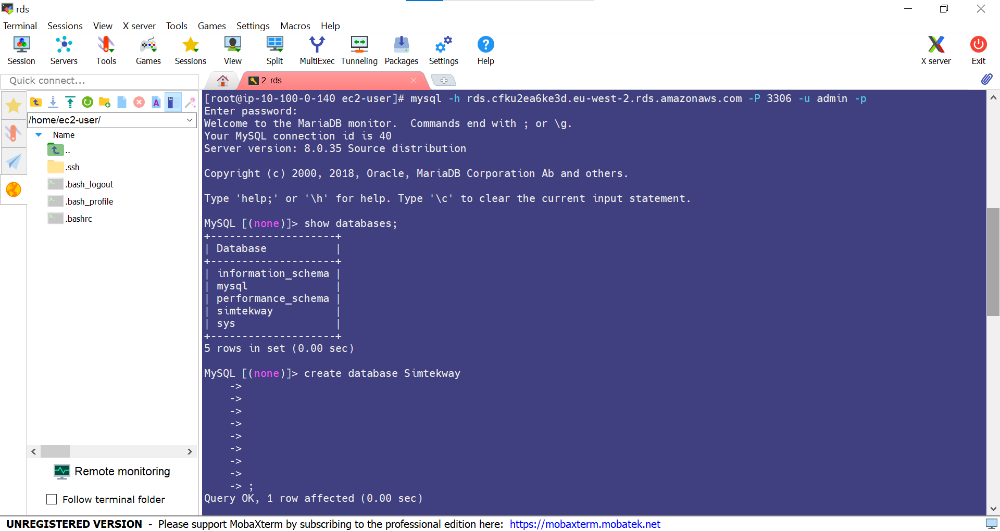 rds
Terminal Sessions View X server Tools Games Settings Macros Help
Session Servers Tools Games Sessions View Split MultiExec Tunneling Packages Settings Help X server Exit
Quick connect...
2. rds
/home/ec2-user/
Name
..
.ssh
.bash_logout
.bash_profile
.bashrc
Remote monitoring
Follow terminal folder
[root@ip-10-100-0-140 ec2-user]# mysql -h rds.cfku2ea6ke3d.eu-west-2.rds.amazonaws.com -P 3306 -u admin -p
Enter password:
Welcome to the MariaDB monitor.  Commands end with ; or \g.
Your MySQL connection id is 40
Server version: 8.0.35 Source distribution
Copyright (c) 2000, 2018, Oracle, MariaDB Corporation Ab and others.
Type 'help;' or '\h' for help. Type '\c' to clear the current input statement.
MySQL [(none)]> show databases;
+--------------------+
| Database           |
+--------------------+
| information_schema |
| mysql              |
| performance_schema |
| simtekway          |
| sys                |
+--------------------+
5 rows in set (0.00 sec)
MySQL [(none)]> create database Simtekway
    ->
    ->
    ->
    ->
    ->
    ->
    ->
    ->
    -> ;
Query OK, 1 row affected (0.00 sec)
UNREGISTERED VERSION - Please support MobaXterm by subscribing to the professional edition here: https://mobaxterm.mobatek.net